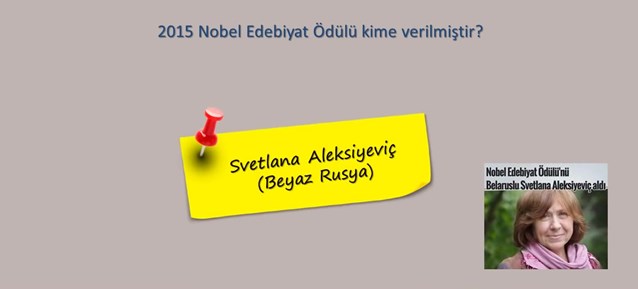 2015 Nobel Edebiyat Ödülü kime verilmiştir?
Svetlana Aleksiyeviç
(Beyaz Rusya)
Nobel Edebiyat Ödülü'nü
Belaruslu Svetlana Aleksiyeviç aldı